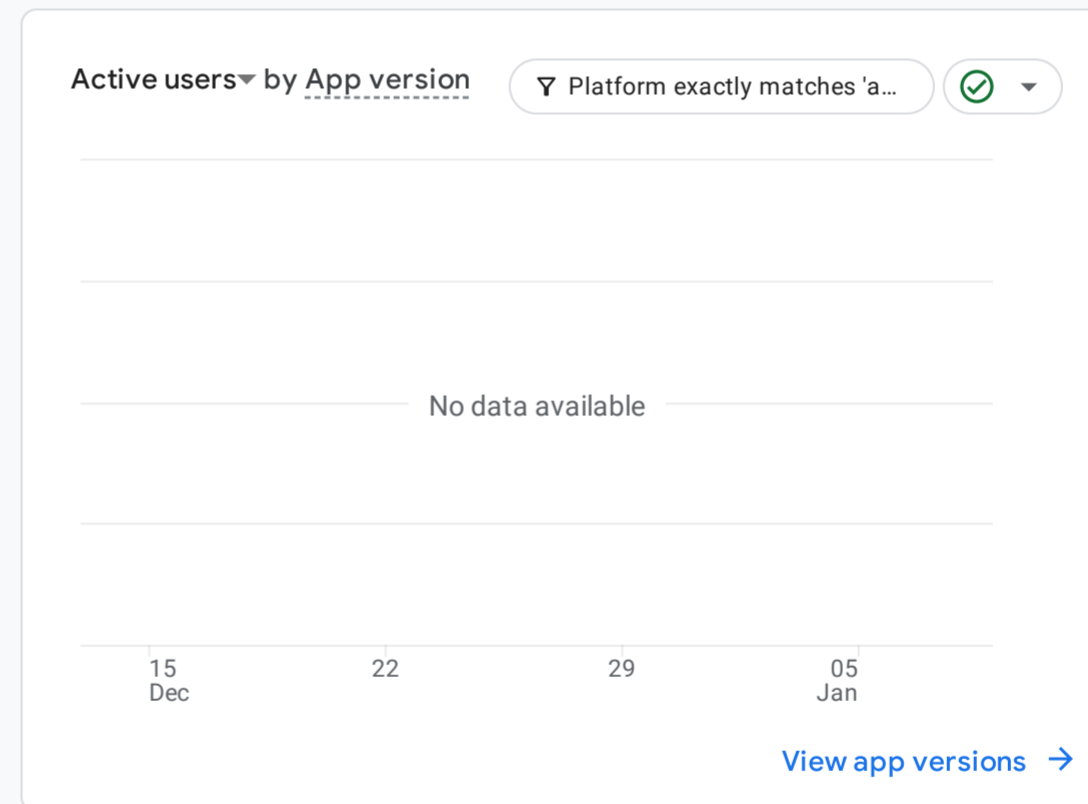 Active users by App version
Platform exactly matches 'a...
No data available
15 22 29 05
Dec Jan
View app versions